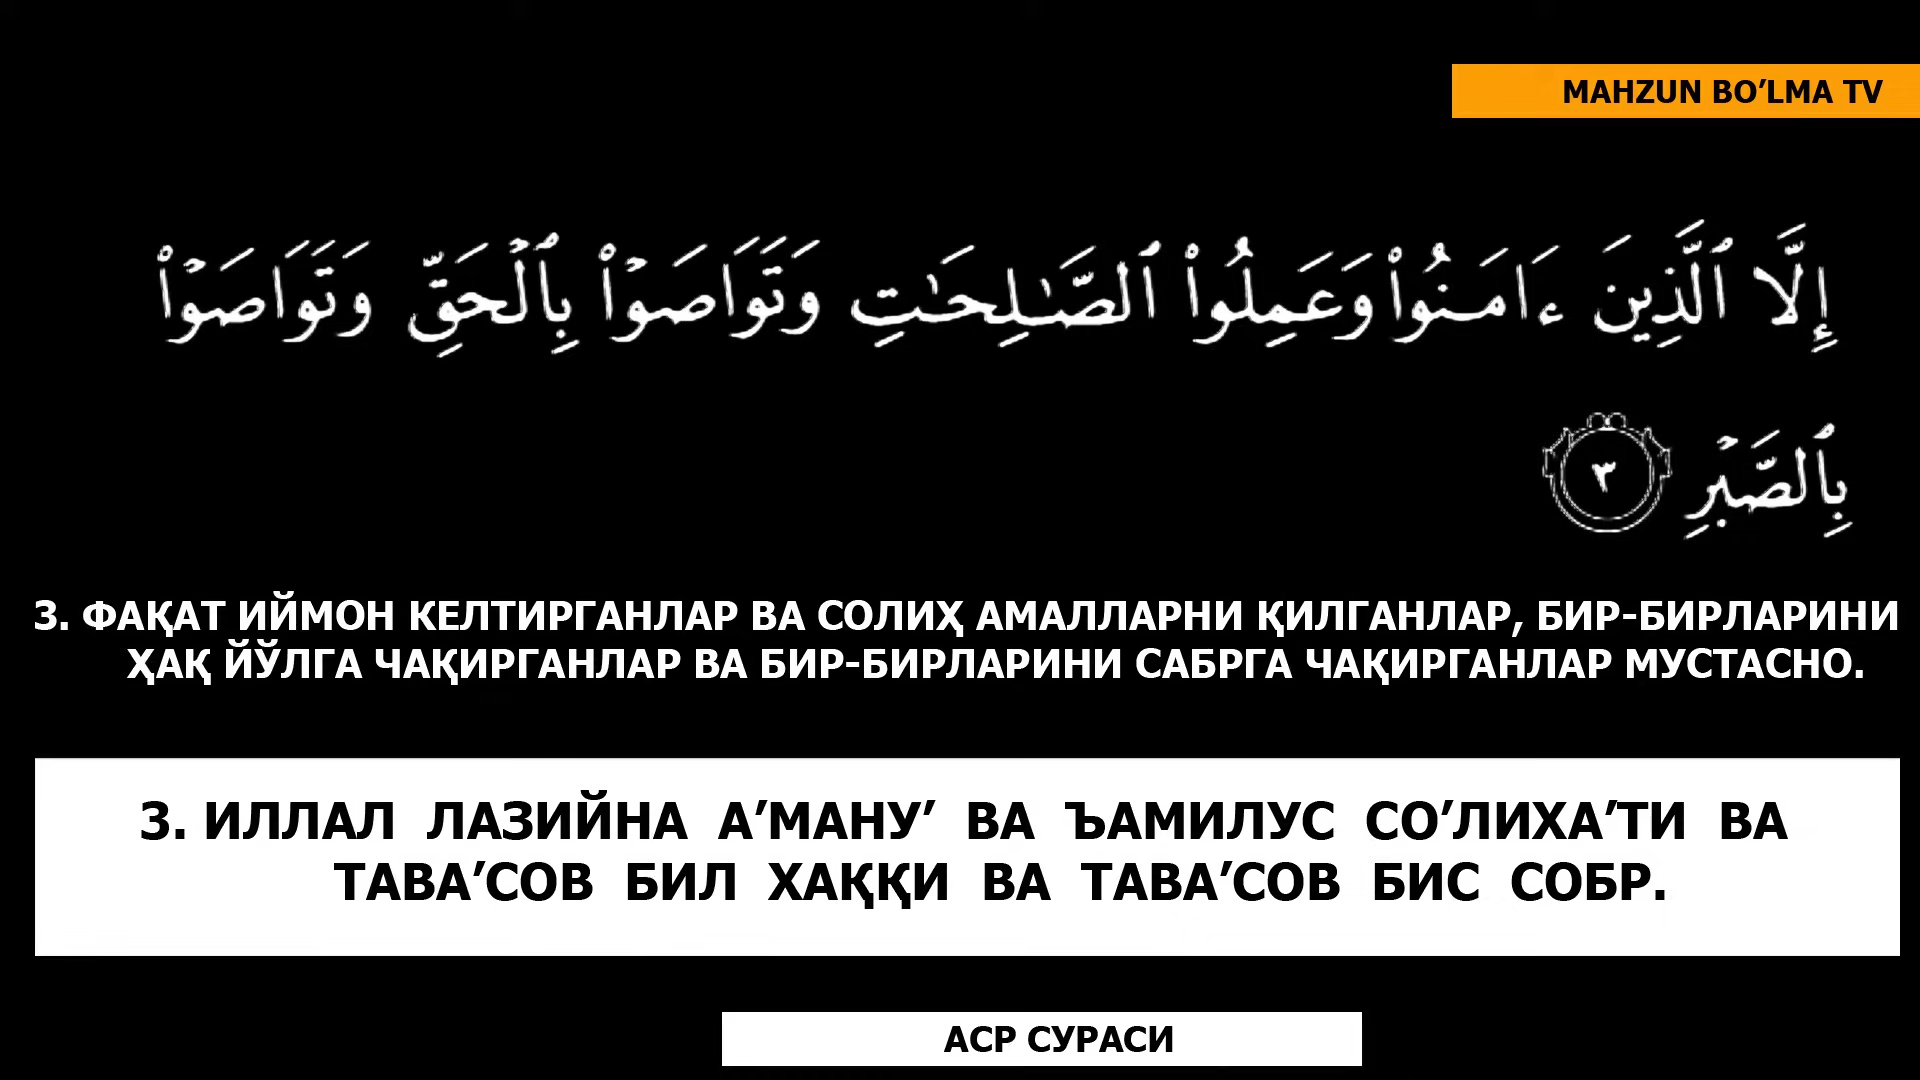 MAHZUN BO’LMA TV
إِلَّا ٱلَّذِينَ ءَامَنُوا۟ وَعَمِلُوا۟ ٱلصَّـٰلِحَـٰتِ وَتَوَاصَوْا۟ بِٱلْحَقِّ وَتَوَاصَوْا۟
بِٱلصَّبْرِ ٣
3. ФАҚАТ ИЙМОН КЕЛТИРГАНЛАР ВА СОЛИҲ АМАЛЛАРНИ ҚИЛГАНЛАР, БИР-БИРЛАРИНИ
ҲАҚ ЙЎЛГА ЧАҚИРГАНЛАР ВА БИР-БИРЛАРИНИ САБРГА ЧАҚИРГАНЛАР МУСТАСНО.
3. ИЛЛАЛ ЛАЗИЙНА А’МАНУ’ ВА ЪАМИЛУС СО’ЛИХА’ТИ ВА
ТАВА’СОВ БИЛ ХАҚҚИ ВА ТАВА’СОВ БИС СОБР.
АСР СУРАСИ